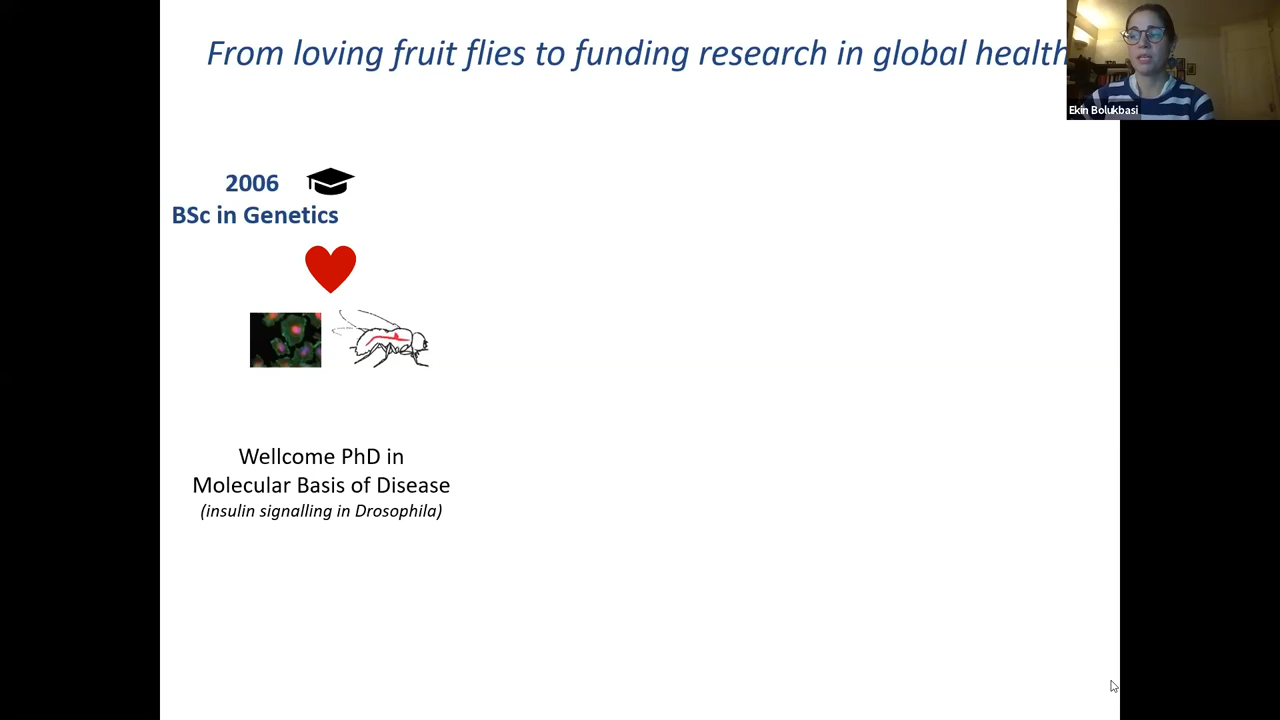 From loving fruit flies to funding research in global health
Ekin Bolukbasi
2006
BSc in Genetics
Wellcome PhD in
Molecular Basis of Disease
(insulin signalling in Drosophila)